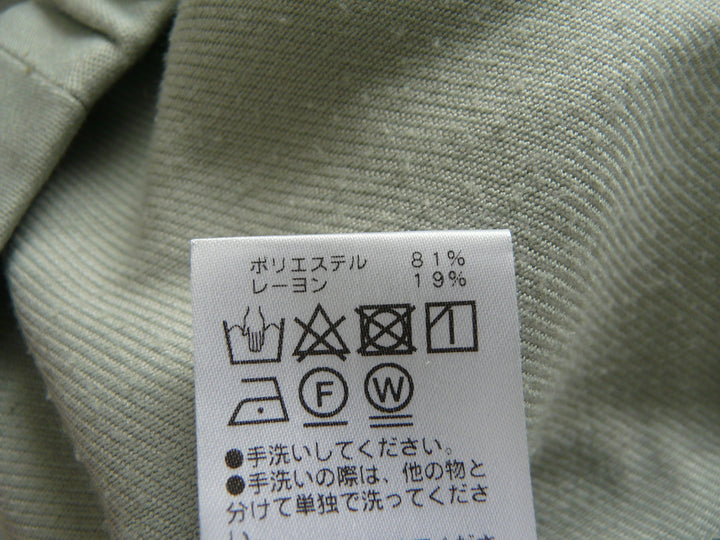 ポリエステル 81%
レーヨン 19%
F W
●手洗いしてください。
●手洗いの際は、他の物と
分けて単独で洗ってくださ
い。